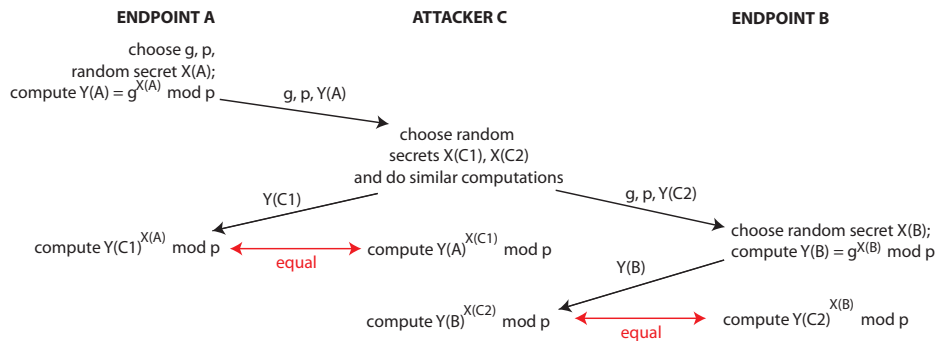 ENDPOINT A
ATTACKER C
ENDPOINT B
choose g, p,
random secret X(A);
compute Y(A) = g^X(A) mod p
g, p, Y(A)
choose random
secrets X(C1), X(C2)
and do similar computations
Y(C1)
g, p, Y(C2)
compute Y(C1)^X(A) mod p
equal
compute Y(A)^X(C1) mod p
choose random secret X(B);
compute Y(B) = g^X(B) mod p
Y(B)
compute Y(B)^X(C2) mod p
equal
compute Y(C2)^X(B) mod p